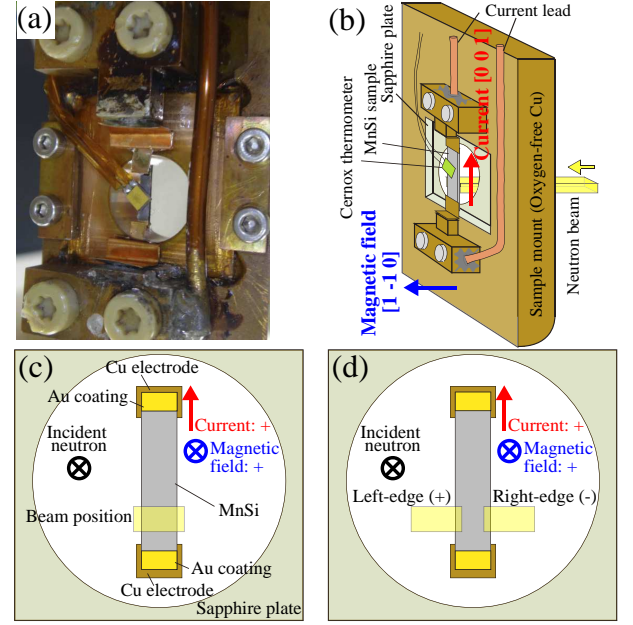 (a)
(b)
Current lead
Sapphire plate
MnSi sample
Cernox thermometer
Current [0 0 1]
Magnetic field
[1 -1 0]
Sample mount (Oxygen-free Cu)
Neutron beam
(c)
Cu electrode
Au coating
Current: +
Incident
neutron
Magnetic
field: +
Beam position
MnSi
Au coating
Cu electrode
Sapphire plate
(d)
Current: +
Incident
neutron
Magnetic
field: +
Left-edge (+)
Right-edge (-)